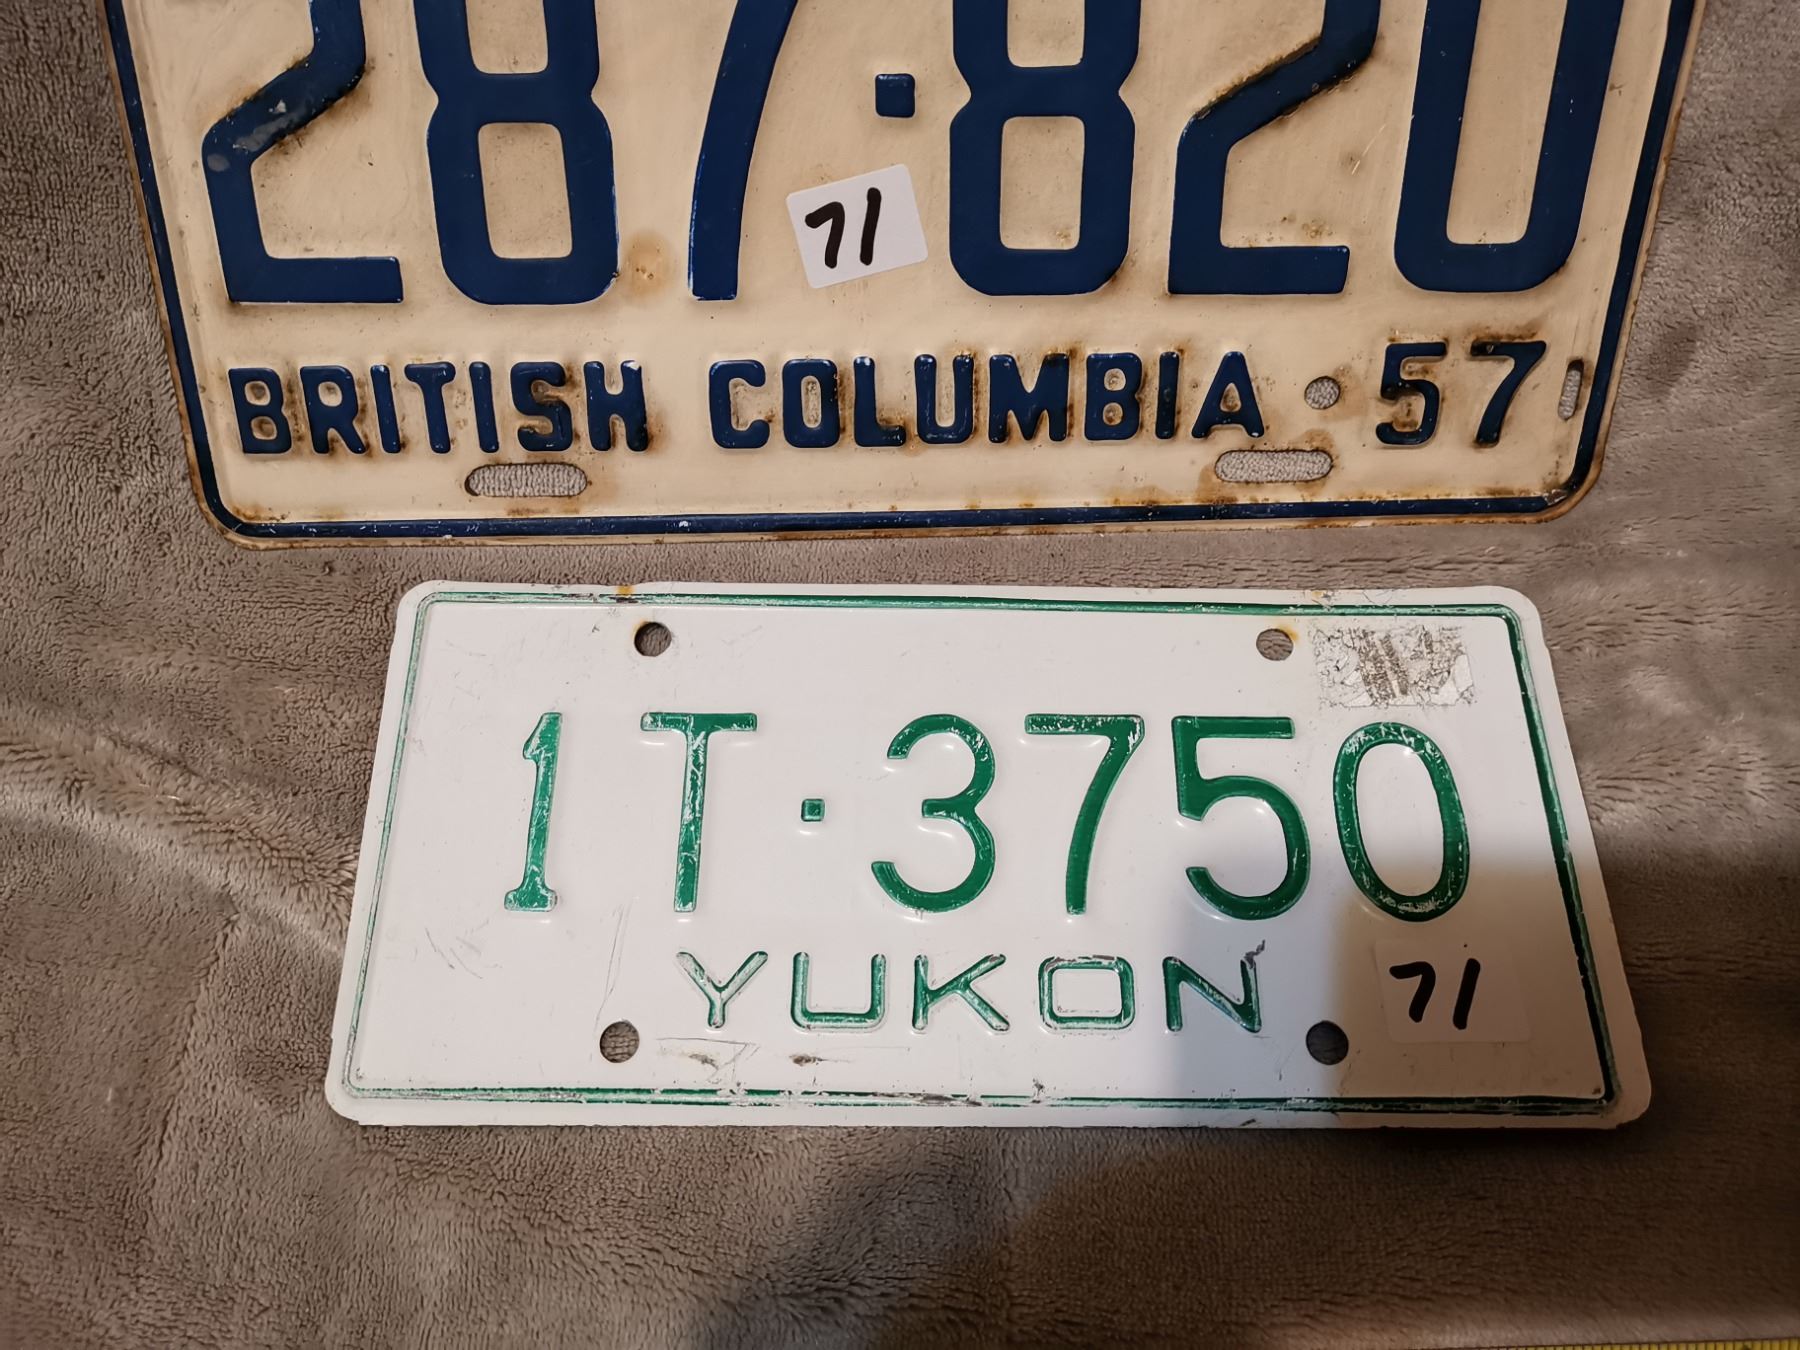 287·820
71
BRITISH COLUMBIA 57
1T·3750
YUKON
71